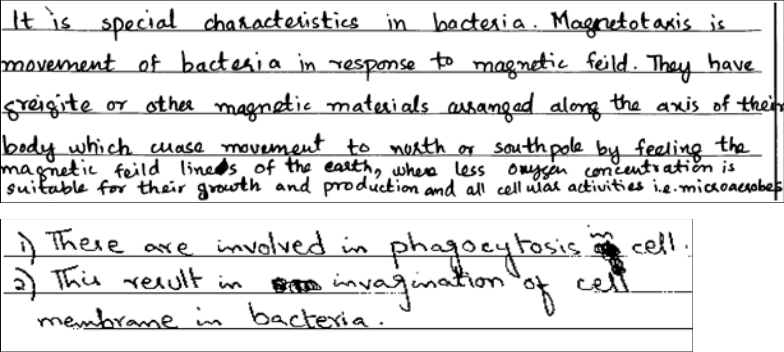 It is special characteristics in bacteria. Magnetotaxis is
movement of bacteria in response to magnetic feild. They have
greigite or other magnetic materials arranged along the axis of their
body which cuase movement to north or south pole by feeling the
magnetic feild lines of the earth, where less oxygen concentration is
suitable for their growth and production and all cellular activities i.e. microaerobes
1) These are involved in phagocytosis in cell.
2) This result in invagination of cell
membrane in bacteria.